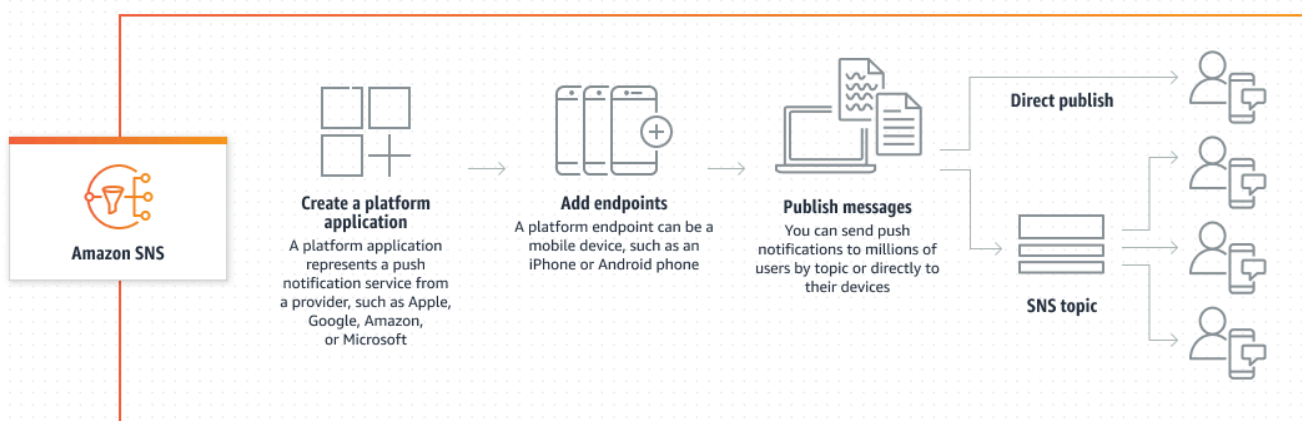 Amazon SNS
Create a platform
application
A platform application
represents a push
notification service from
a provider, such as Apple,
Google, Amazon,
or Microsoft
Add endpoints
A platform endpoint can be a
mobile device, such as an
iPhone or Android phone
Publish messages
You can send push
notifications to millions of
users by topic or directly to
their devices
Direct publish
SNS topic